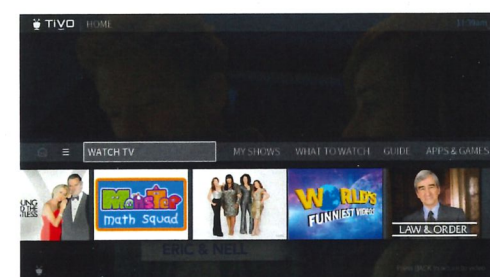 TiVo HOME
WATCH TV MY SHOWS WHAT TO WATCH GUIDE APPS & GAMES
UNG
Monster
math squad
WORLD'S
FUNNIEST VIDEOS
LAW & ORDER
ERIC & NELL